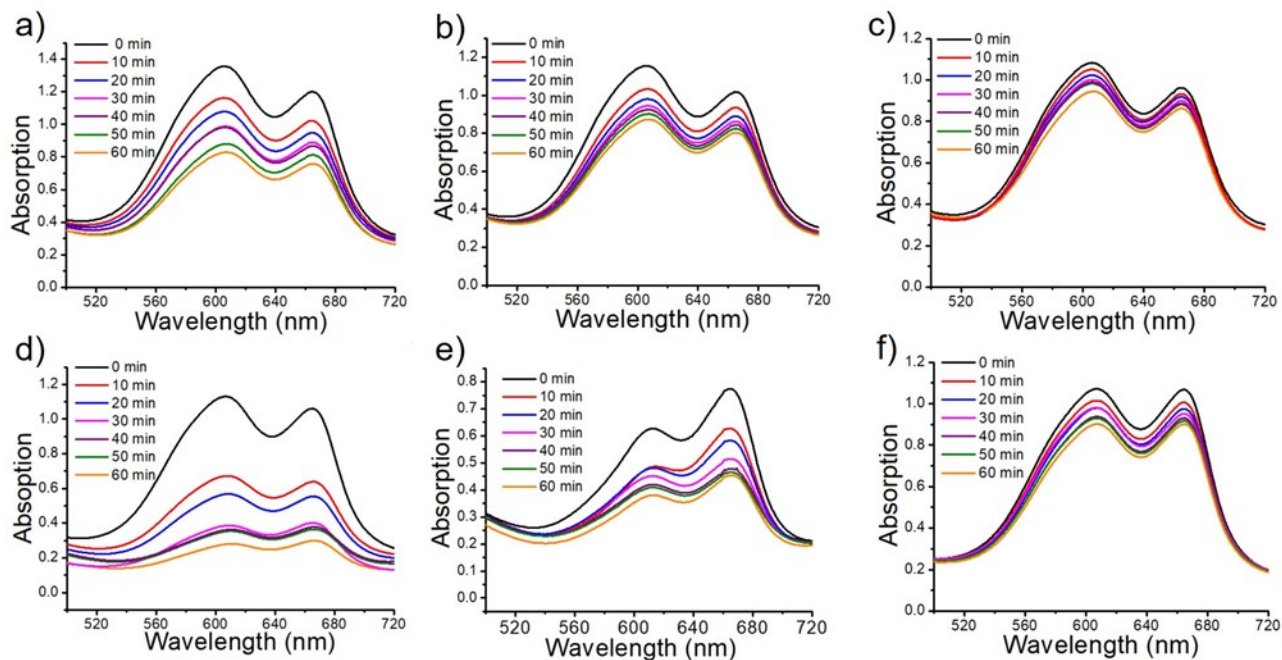 a)
0 min
10 min
20 min
30 min
40 min
50 min
60 min
1.4
1.2
1.0
0.8
0.6
0.4
0.2
0.0
Absorption
520 560 600 640 680 720
Wavelength (nm)
b)
0 min
10 min
20 min
30 min
40 min
50 min
60 min
1.2
1.0
0.8
0.6
0.4
0.2
0.0
Absorption
520 560 600 640 680 720
Wavelength (nm)
c)
0 min
10 min
20 min
30 min
40 min
50 min
60 min
1.2
1.0
0.8
0.6
0.4
0.2
0.0
Absorption
520 560 600 640 680 720
Wavelength (nm)
d)
0 min
10 min
20 min
30 min
40 min
50 min
60 min
1.2
1.0
0.8
0.6
0.4
0.2
0.0
Absoption
520 560 600 640 680 720
Wavelength (nm)
e)
0 min
10 min
20 min
30 min
40 min
50 min
60 min
0.8
0.7
0.6
0.5
0.4
0.3
0.2
0.1
0.0
Absorption
520 560 600 640 680 720
Wavelength (nm)
f)
0 min
10 min
20 min
30 min
40 min
50 min
60 min
1.2
1.0
0.8
0.6
0.4
0.2
0.0
Absorption
520 560 600 640 680 720
Wavelength (nm)